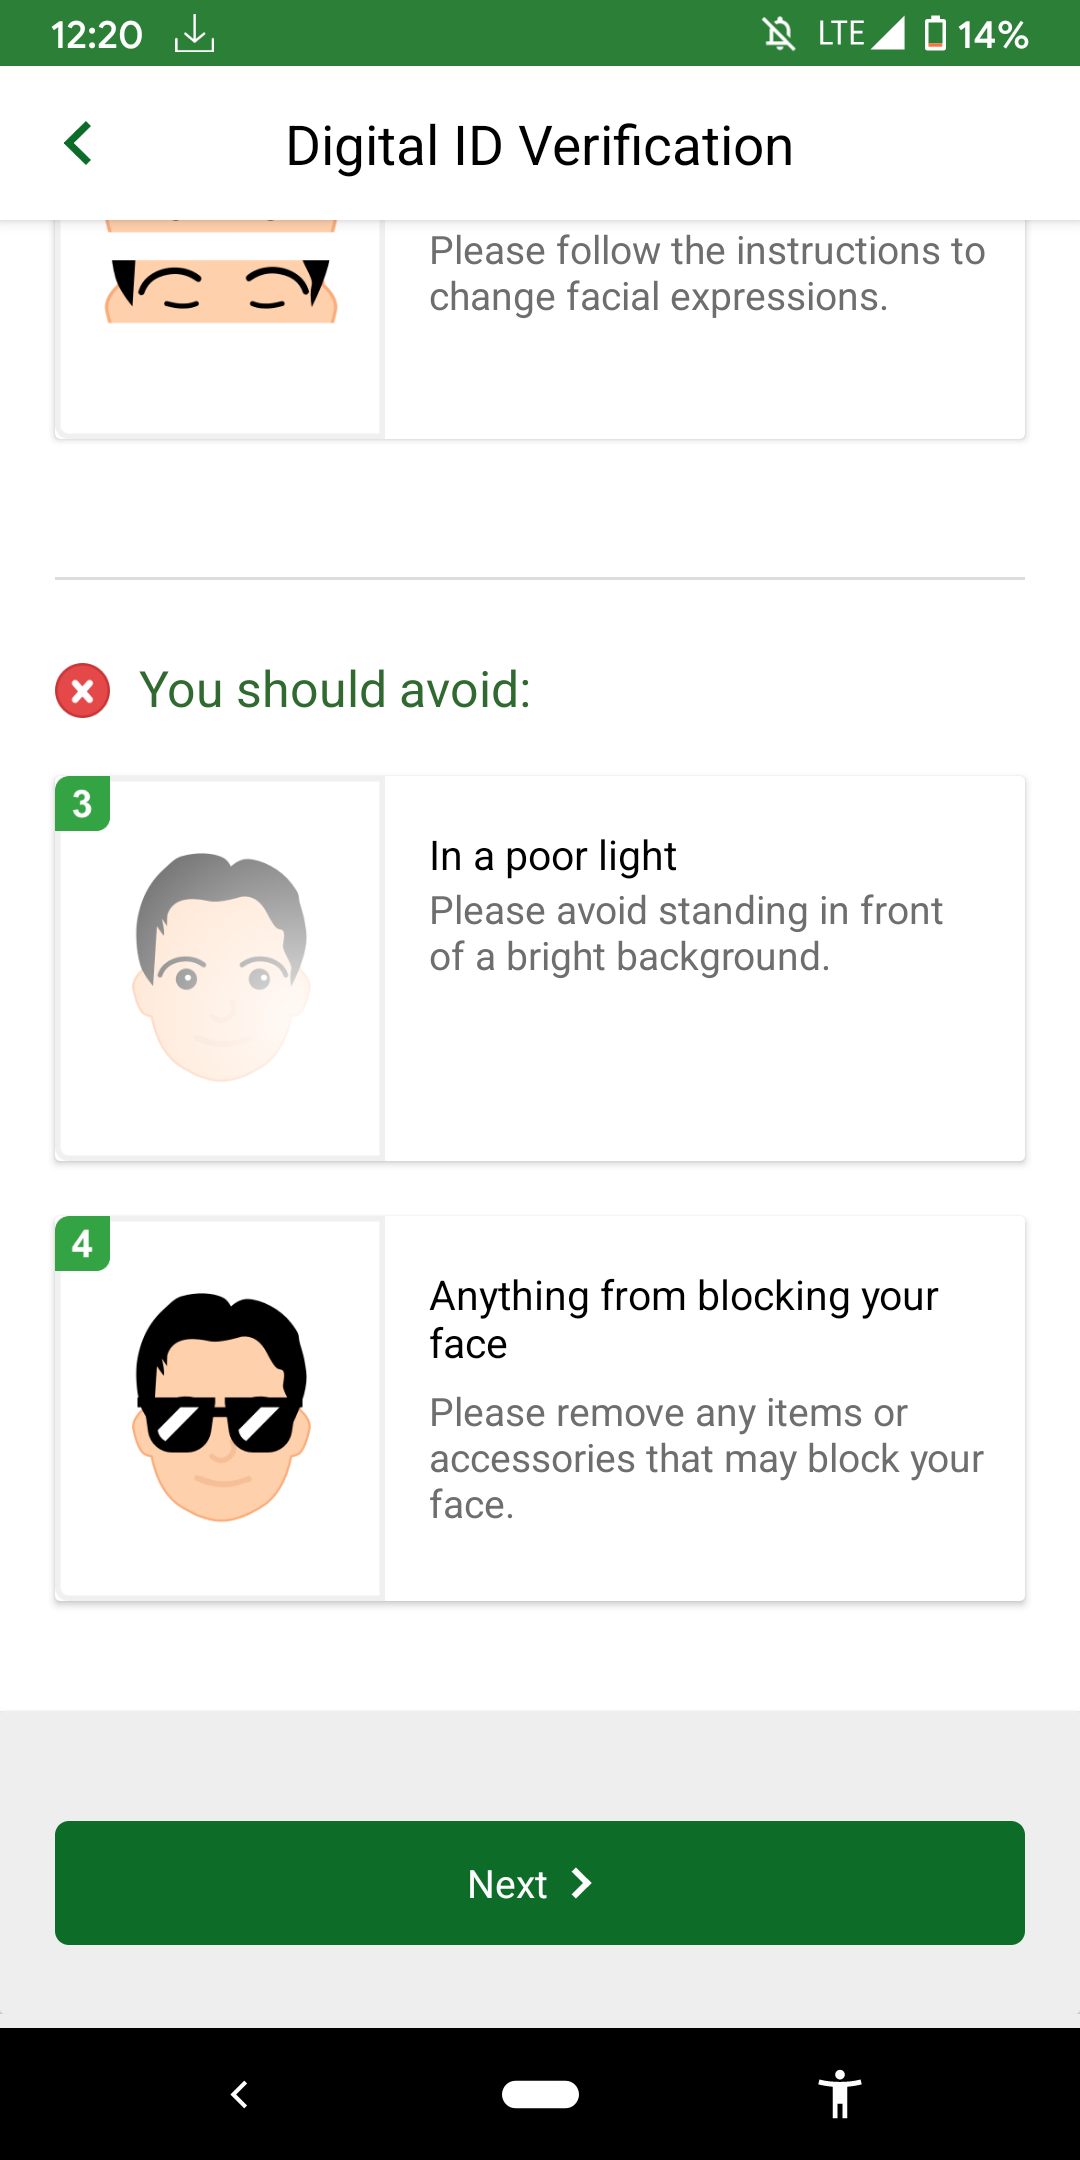 12:20
LTE
14%
Digital ID Verification
Please follow the instructions to
change facial expressions.
You should avoid:
3
In a poor light
Please avoid standing in front
of a bright background.
4
Anything from blocking your
face
Please remove any items or
accessories that may block your
face.
Next